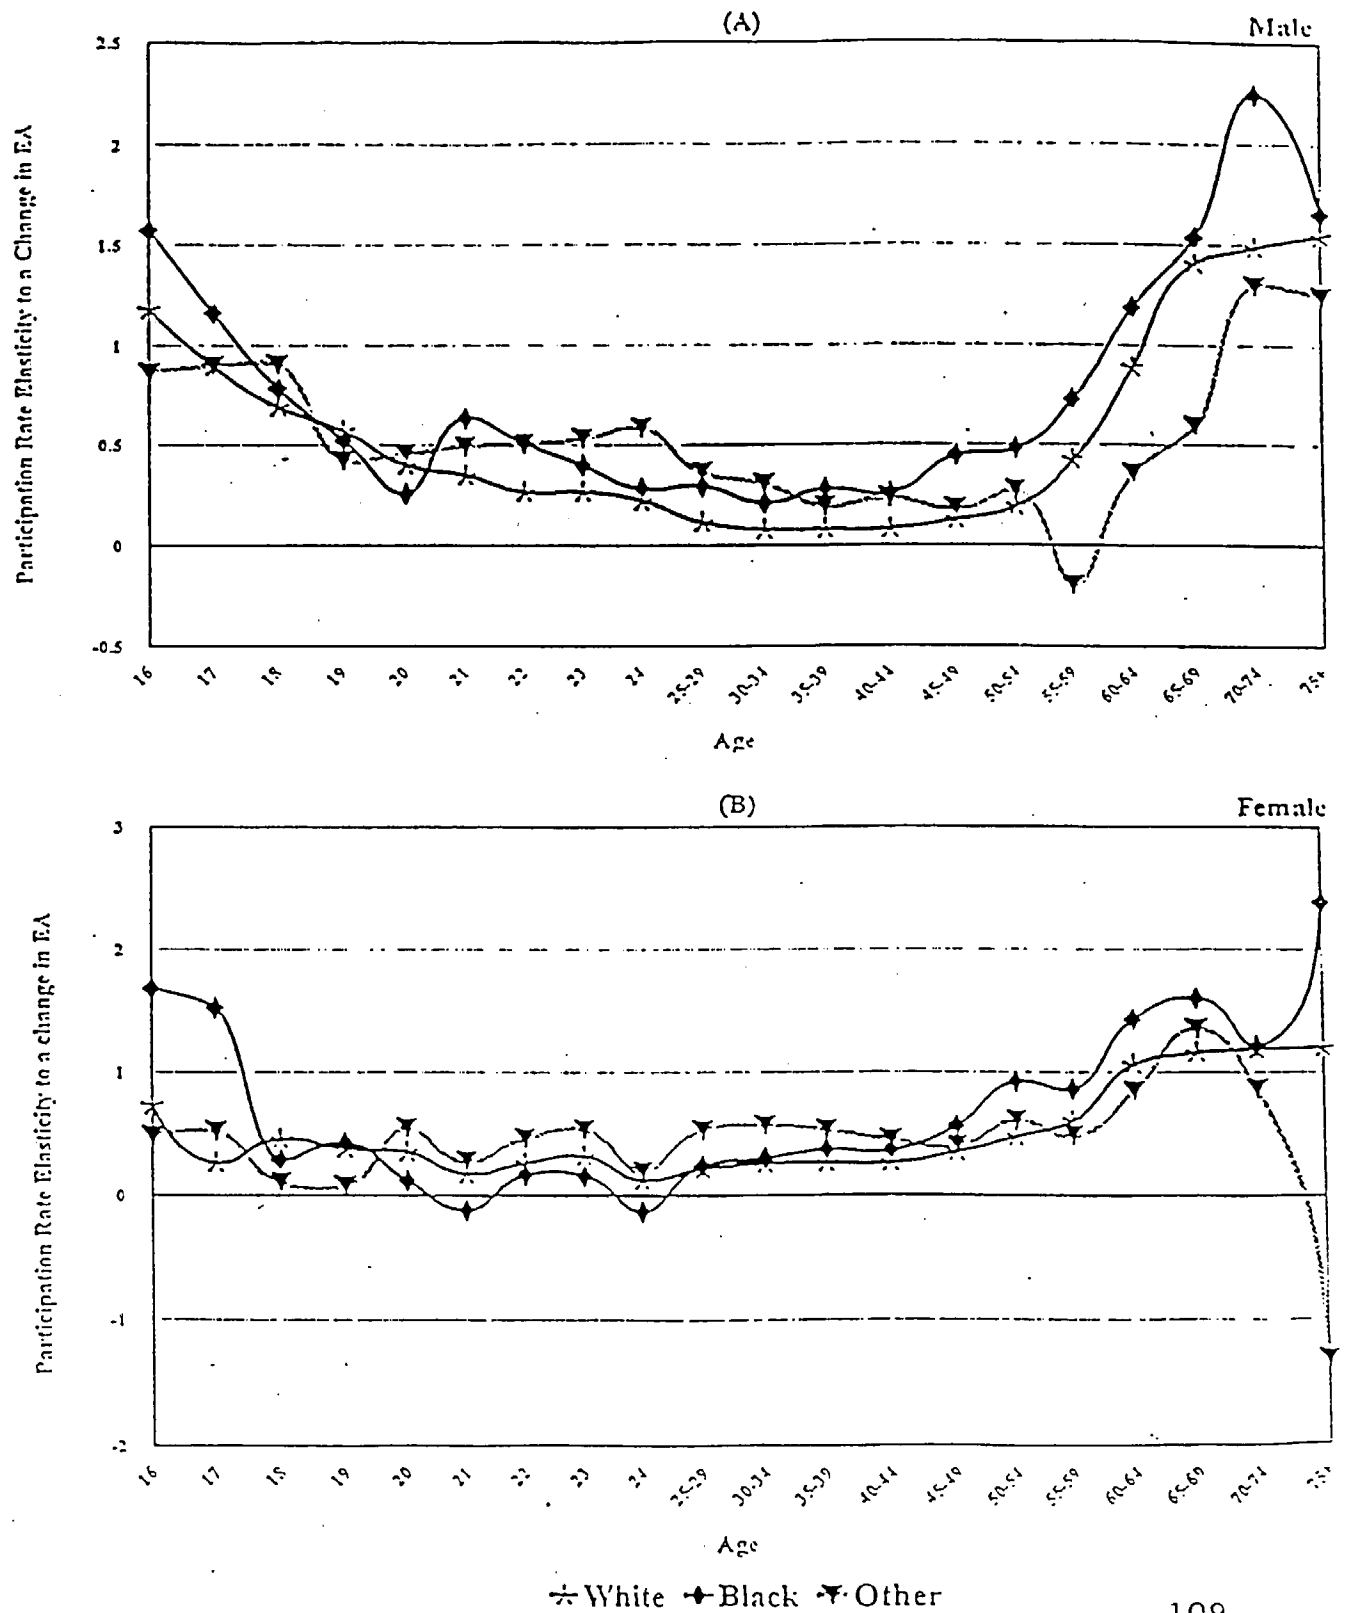 (A) Male
Participation Rate Elasticity to a Change in EA
2.5
2
1.5
1
0.5
0
-0.5
16 17 18 19 20 21 22 23 24 25-29 30-34 35-39 40-44 45-49 50-54 55-59 60-64 65-69 70-74 75+
Age
(B) Female
Participation Rate Elasticity to a change in EA
3
2
1
0
-1
-2
16 17 18 19 20 21 22 23 24 25-29 30-34 35-39 40-44 45-49 50-54 55-59 60-64 65-69 70-74 75+
Age
White Black Other